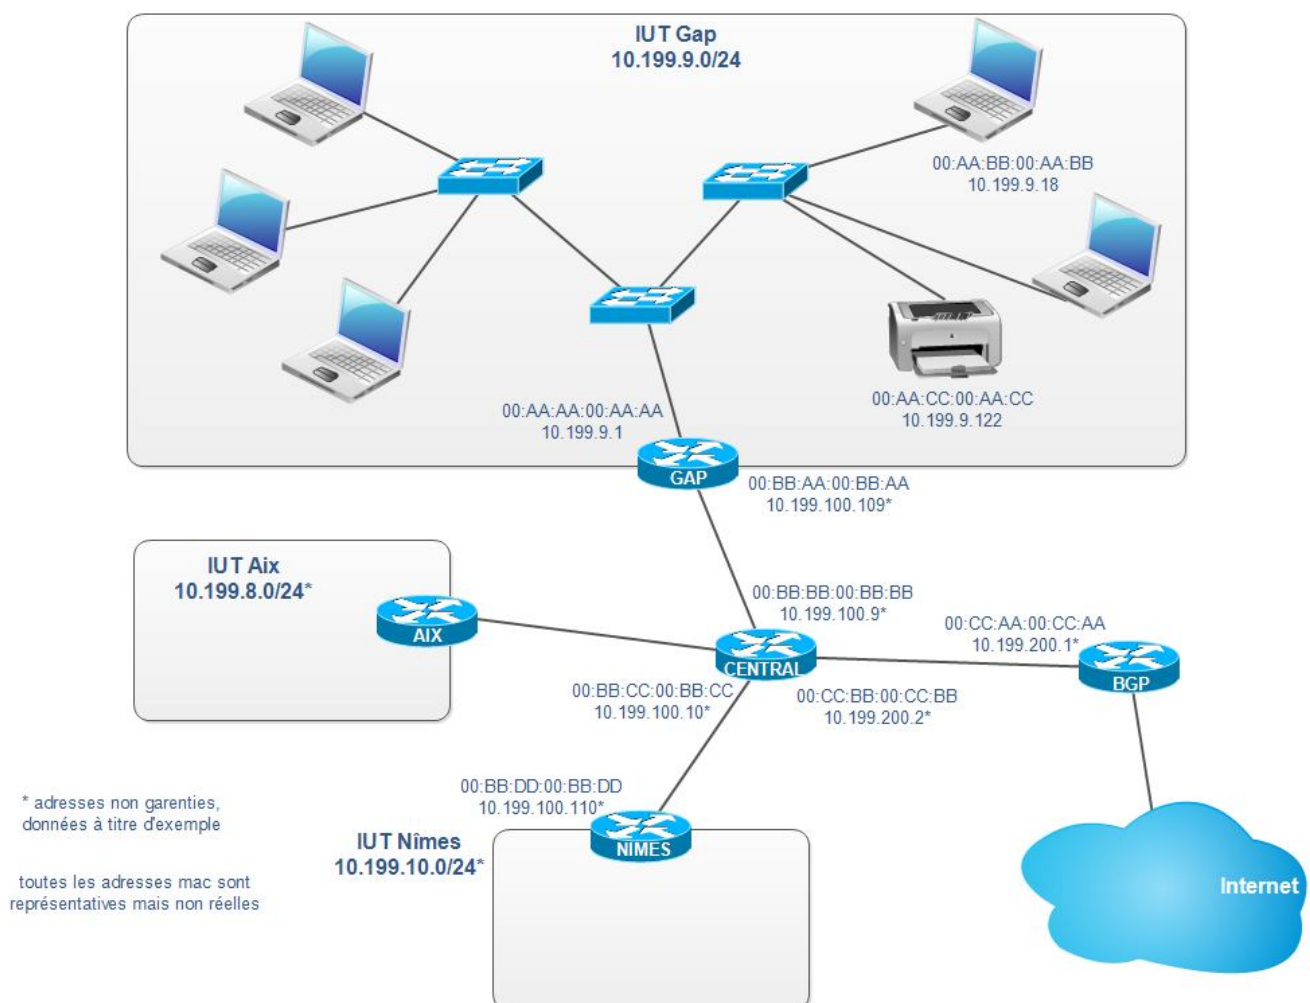 IUT Gap
10.199.9.0/24
00:AA:BB:00:AA:BB
10.199.9.18
00:AA:CC:00:AA:CC
10.199.9.122
00:AA:AA:00:AA:AA
10.199.9.1
GAP
00:BB:AA:00:BB:AA
10.199.100.109*
IUT Aix
10.199.8.0/24*
AIX
00:BB:BB:00:BB:BB
10.199.100.9*
CENTRAL
00:CC:AA:00:CC:AA
10.199.200.1*
BGP
00:BB:CC:00:BB:CC
10.199.100.10*
00:CC:BB:00:CC:BB
10.199.200.2*
00:BB:DD:00:BB:DD
10.199.100.110*
NIMES
IUT Nîmes
10.199.10.0/24*
* adresses non garenties,
données à titre d'exemple
toutes les adresses mac sont
représentatives mais non réelles
Internet